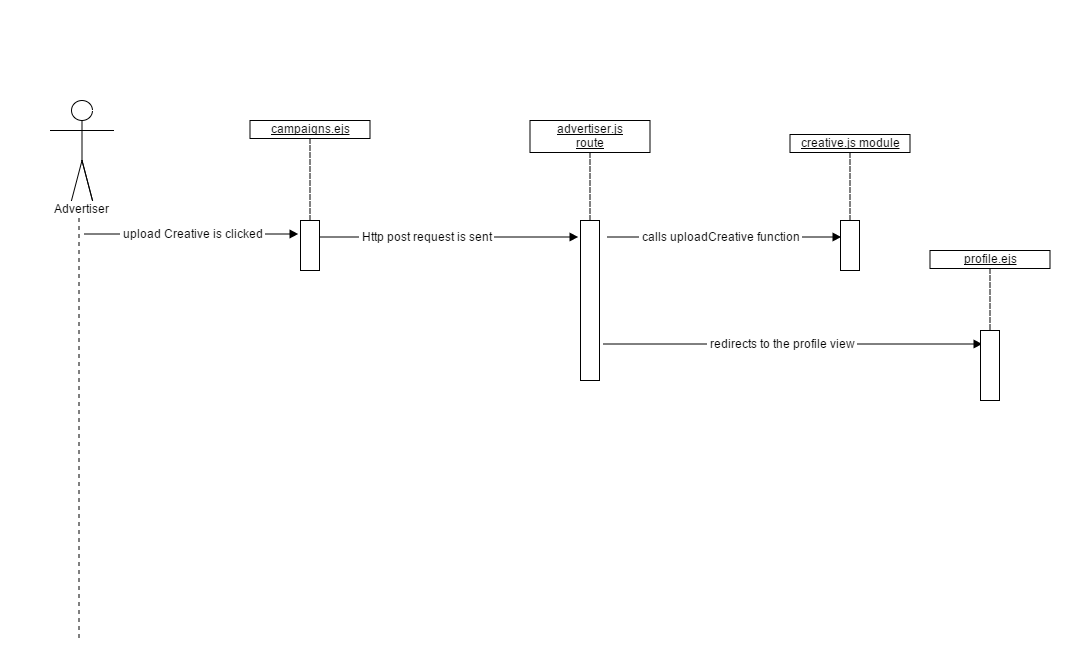 campaigns.ejs
advertiser.js
route
creative.js module
Advertiser
upload Creative is clicked
Http post request is sent
calls uploadCreative function
profile.ejs
redirects to the profile view